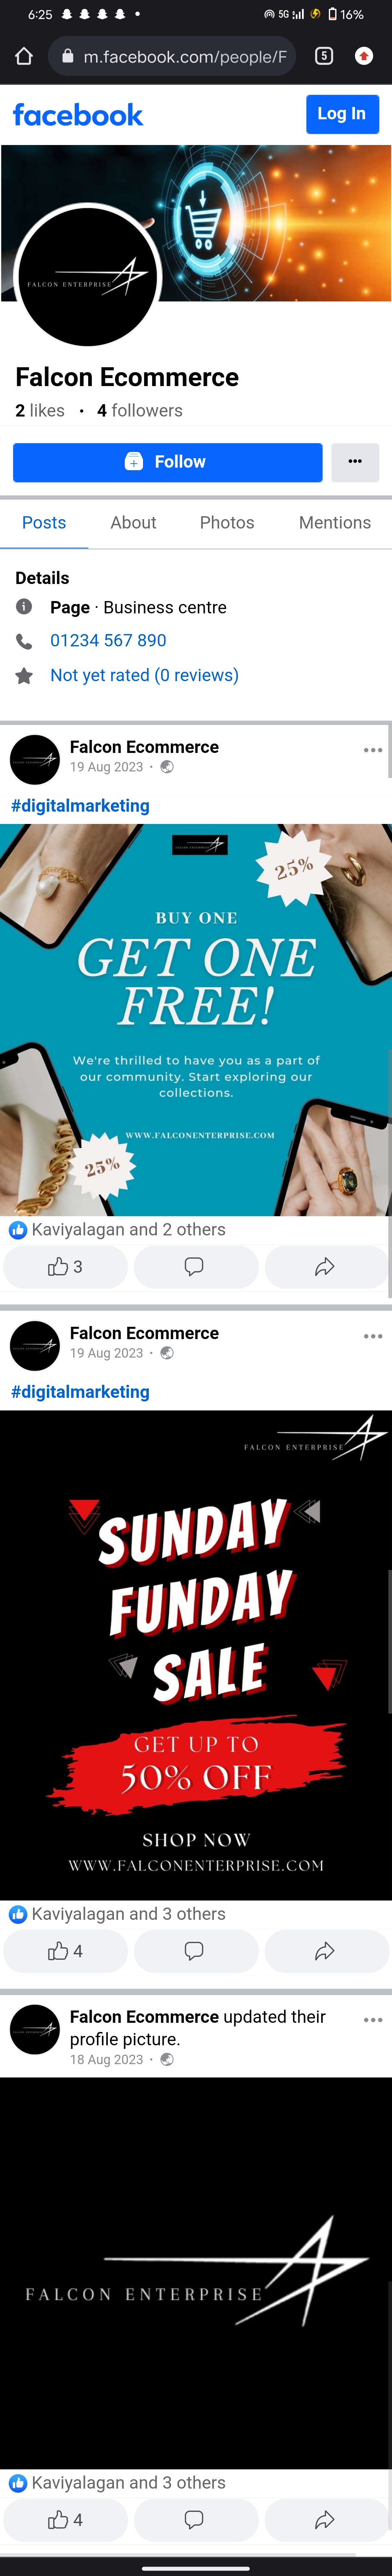 6:25
5G
16%
m.facebook.com/people/F
5
facebook
Log In
FALCON ENTERPRISE
Falcon Ecommerce
2 likes • 4 followers
Follow
Posts About Photos Mentions
Details
Page · Business centre
01234 567 890
Not yet rated (0 reviews)
Falcon Ecommerce
19 Aug 2023 ·
#digitalmarketing
25%
BUY ONE
GET ONE
FREE!
We're thrilled to have you as a part of
our community. Start exploring our
collections.
WWW.FALCONENTERPRISE.COM
25%
Kaviyalagan and 2 others
3
Falcon Ecommerce
19 Aug 2023 ·
#digitalmarketing
FALCON ENTERPRISE
SUNDAY
FUNDAY
SALE
GET UP TO
50% OFF
SHOP NOW
WWW.FALCONENTERPRISE.COM
Kaviyalagan and 3 others
4
Falcon Ecommerce updated their
profile picture.
18 Aug 2023 ·
FALCON ENTERPRISE
Kaviyalagan and 3 others
4